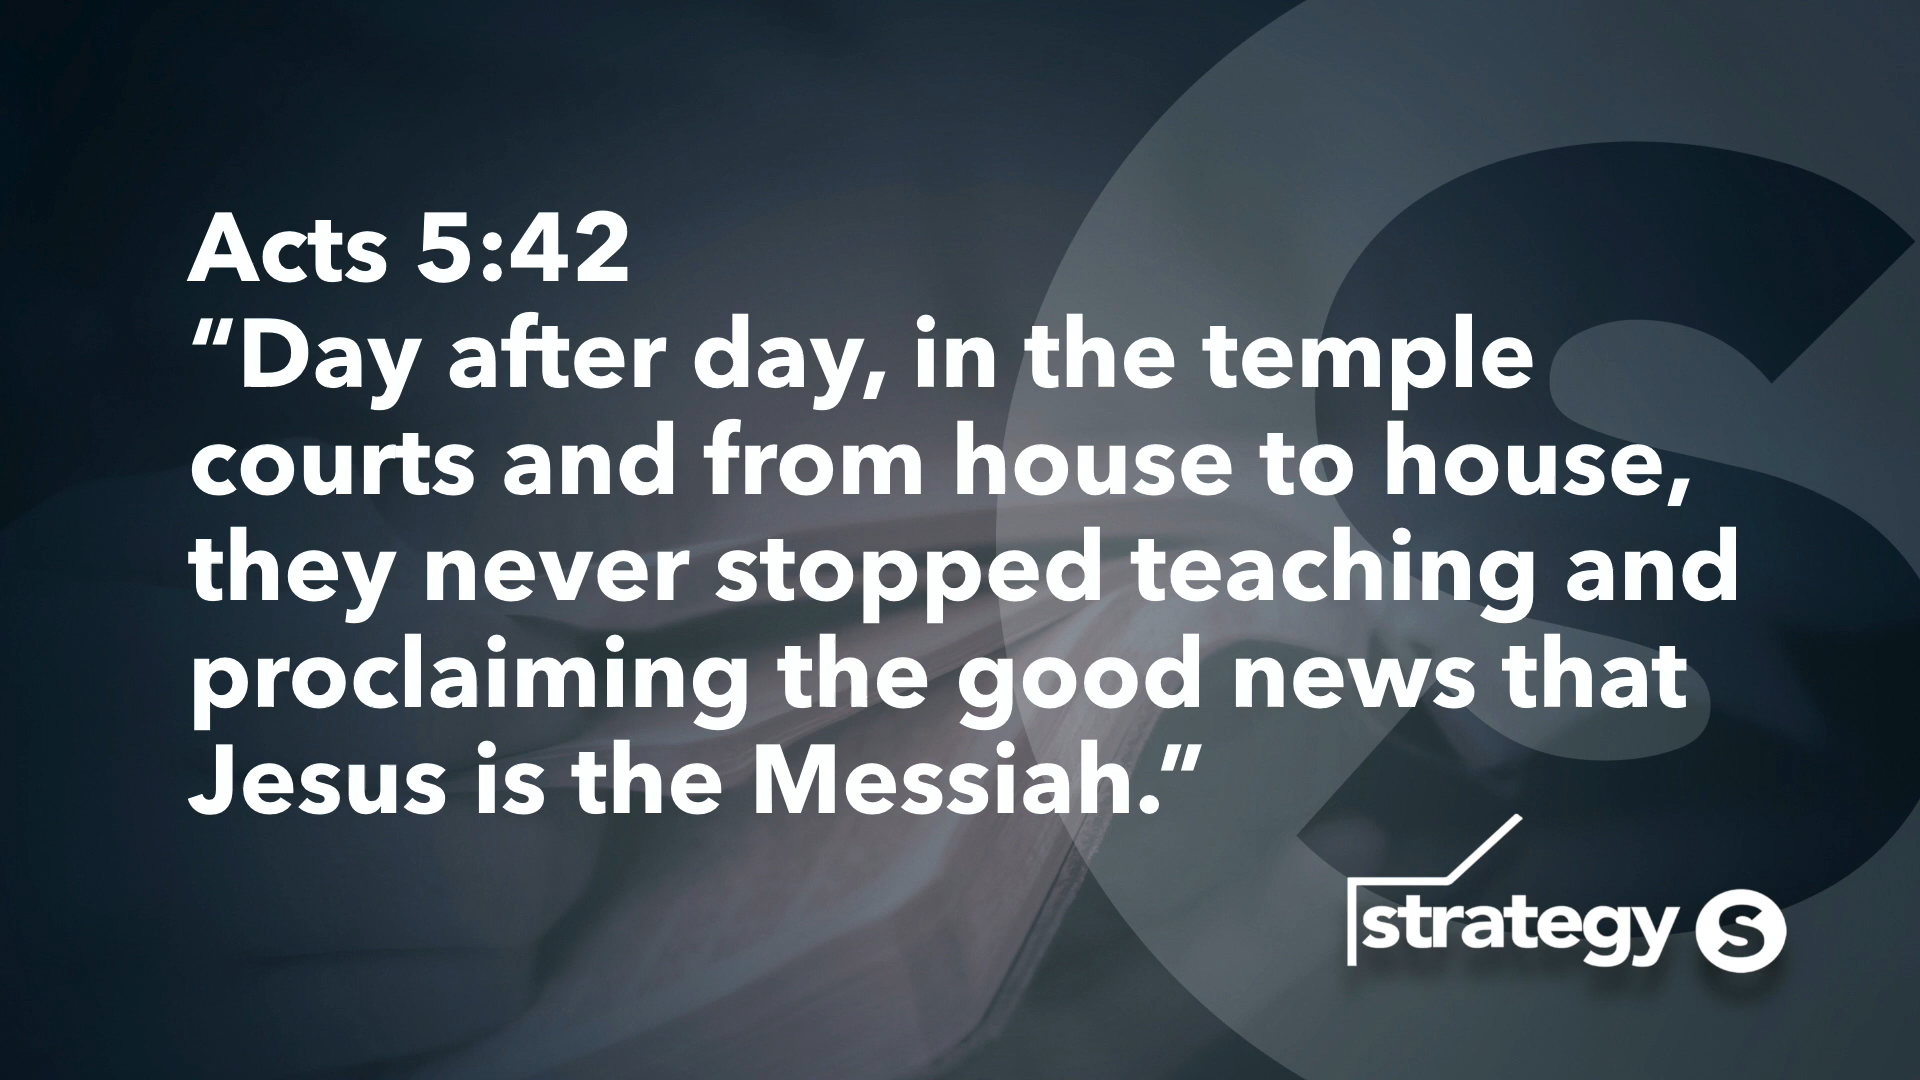 Acts 5:42
“Day after day, in the temple
courts and from house to house,
they never stopped teaching and
proclaiming the good news that
Jesus is the Messiah.”
strategy S